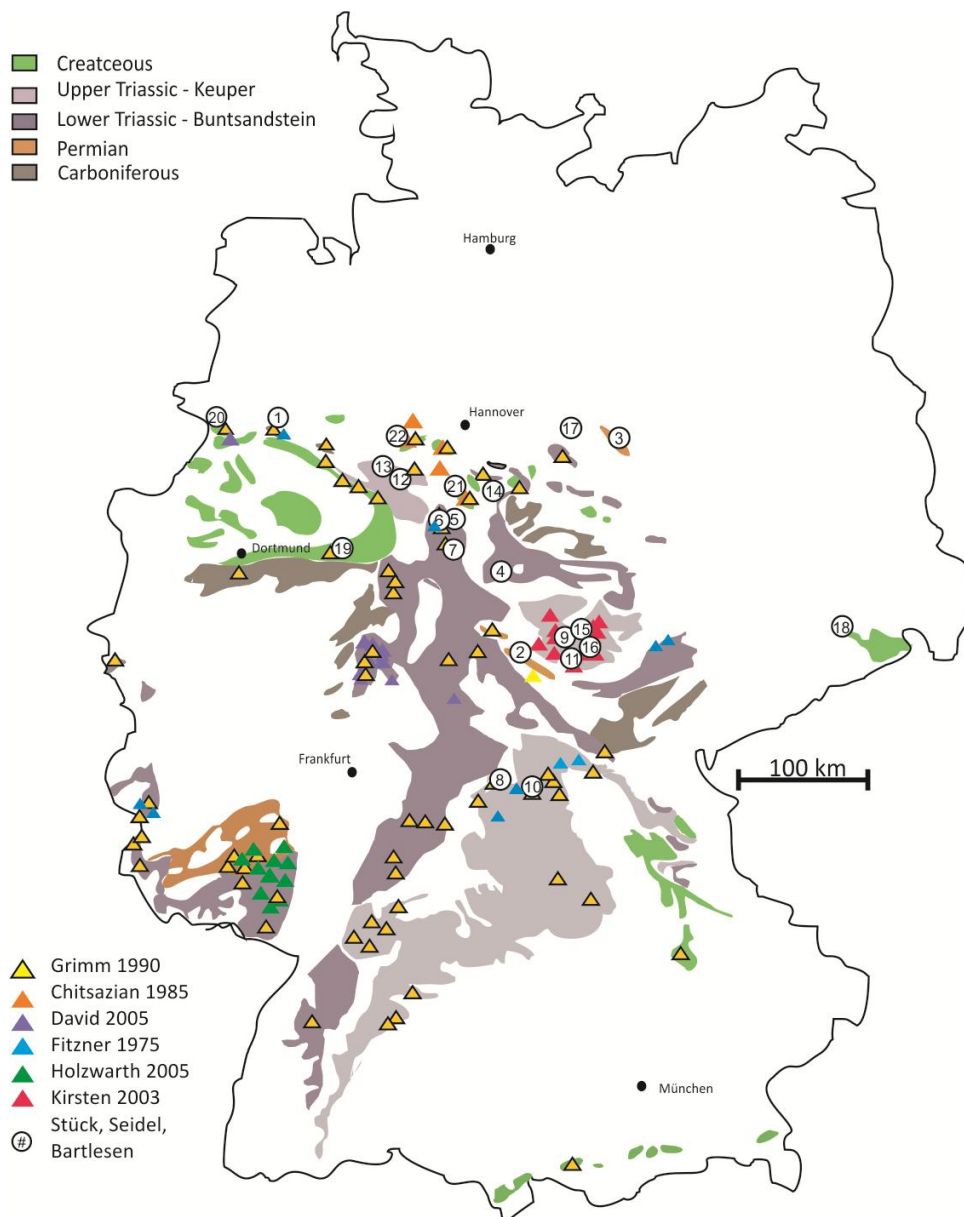 Creatceous
Upper Triassic - Keuper
Lower Triassic - Buntsandstein
Permian
Carboniferous
Hamburg
Hannover
20
1
22
17
3
13
12
21
14
6
5
Dortmund
19
7
4
18
15
9
16
2
11
Frankfurt
8
10
100 km
Grimm 1990
Chitsazian 1985
David 2005
Fitzner 1975
Holzwarth 2005
Kirsten 2003
# Stück, Seidel,
Bartlesen
München